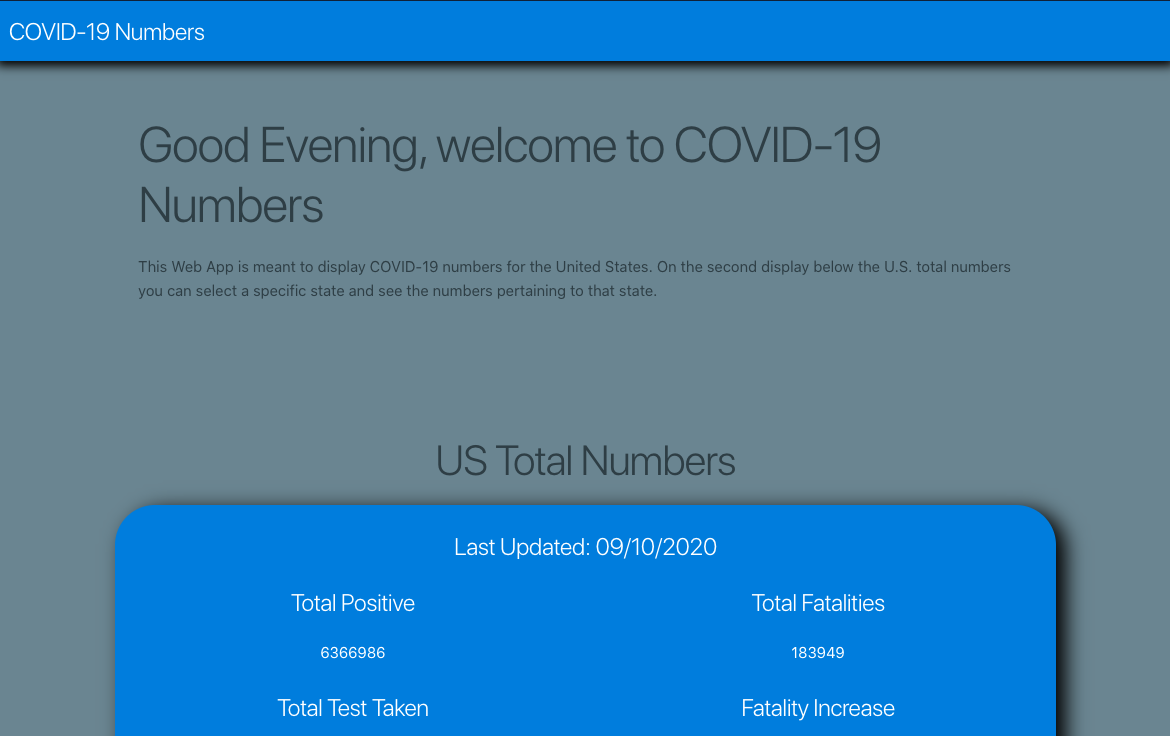 COVID-19 Numbers
Good Evening, welcome to COVID-19
Numbers
This Web App is meant to display COVID-19 numbers for the United States. On the second display below the U.S. total numbers
you can select a specific state and see the numbers pertaining to that state.
US Total Numbers
Last Updated: 09/10/2020
Total Positive
Total Fatalities
6366986
183949
Total Test Taken
Fatality Increase